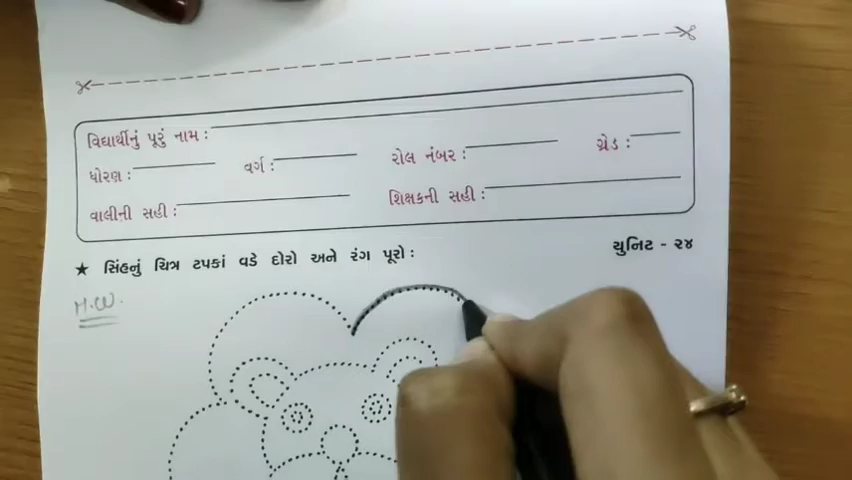 વિદ્યાર્થીનું પૂરું નામ :
ધોરણ : વર્ગ : રોલ નંબર : ગ્રેડ :
વાલીની સહી : શિક્ષકની સહી :
★ સિંહનું ચિત્ર ટપકાં વડે દોરો અને રંગ પૂરો : યુનિટ - ૨૪
H.W.